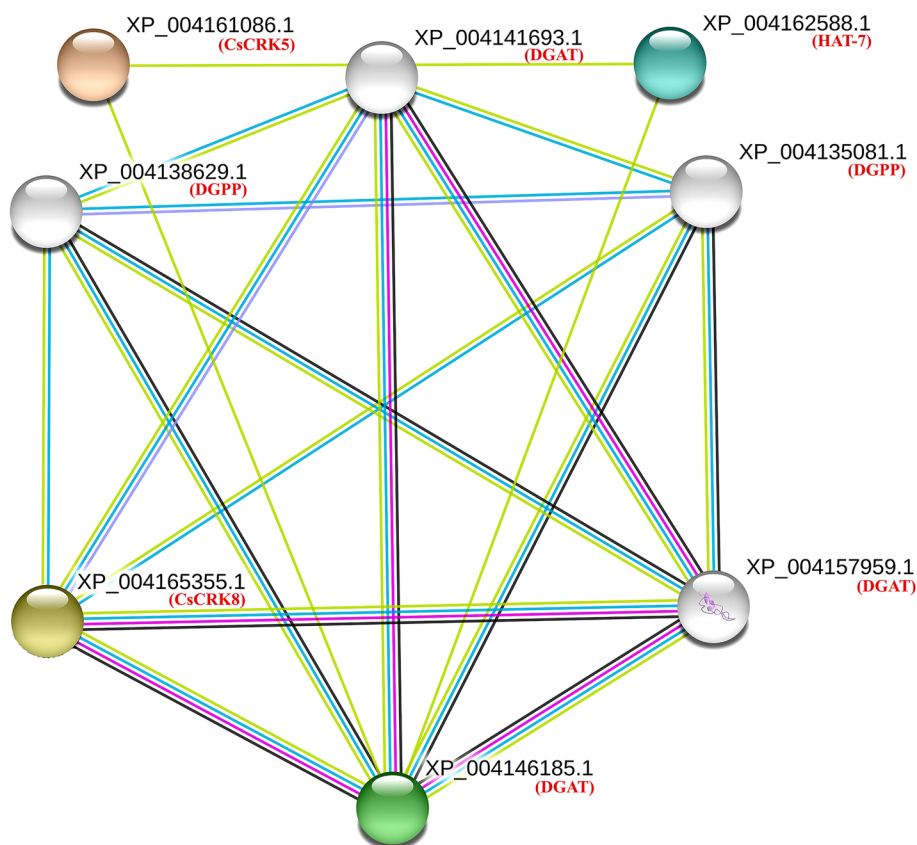 XP_004161086.1
(CsCRK5)
XP_004141693.1
(DGAT)
XP_004162588.1
(HAT-7)
XP_004138629.1
(DGPP)
XP_004135081.1
(DGPP)
XP_004165355.1
(CsCRK8)
XP_004157959.1
(DGAT)
XP_004146185.1
(DGAT)